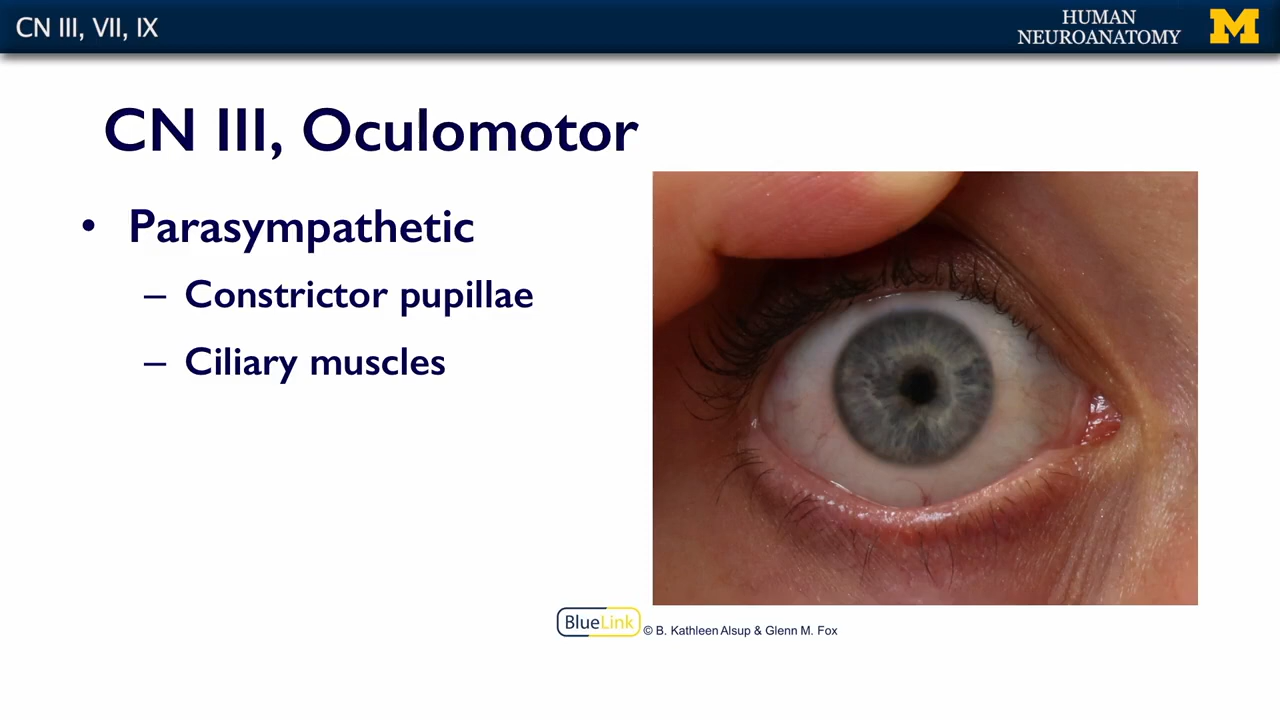 CN III, VII, IX
HUMAN
NEUROANATOMY
M
CN III, Oculomotor
• Parasympathetic
– Constrictor pupillae
– Ciliary muscles
BlueLink © B. Kathleen Alsup & Glenn M. Fox